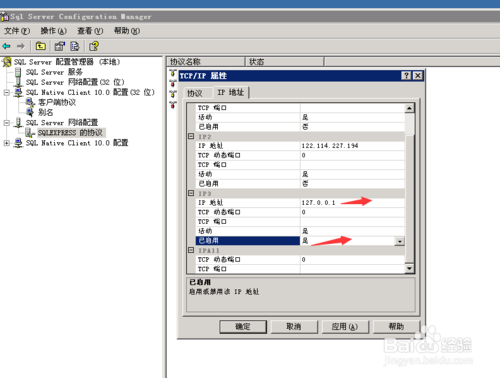 Sql Server Configuration Manager
文件(F) 操作(A) 查看(V) 帮助(H)
SQL Server 配置管理器 (本地)
SQL Server 服务
SQL Server 网络配置(32 位)
SQL Native Client 10.0 配置(32 位)
客户端协议
别名
SQL Server 网络配置
SQLEXPRESS 的协议
SQL Native Client 10.0 配置
协议名称 状态
TCP/IP 属性
协议 IP 地址
TCP 端口
活动 是
已启用 否
IP2
IP 地址 122.114.227.194
TCP 动态端口 0
TCP 端口
活动 是
已启用 否
IP3
IP 地址 127.0.0.1
TCP 动态端口 0
TCP 端口
活动 是
已启用 是
IPAll
TCP 动态端口 0
TCP 端口
已启用
启用或禁用该 IP 地址
确定 取消 应用(A) 帮助
Baidu 经验